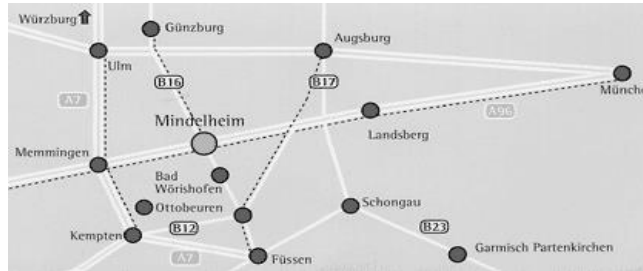 Würzburg
Günzburg
Augsburg
Ulm
B16
B17
A7
Münche
Mindelheim
A96
Landsberg
Memmingen
Bad
Wörishofen
Ottobeuren
Schongau
Kempten
B12
B23
A7
Füssen
Garmisch Partenkirchen